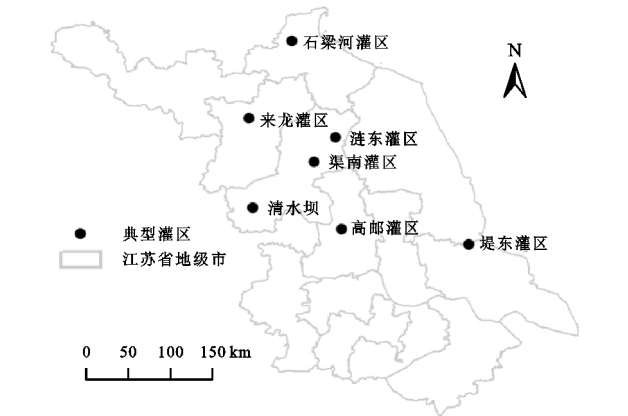 石梁河灌区
N
来龙灌区
涟东灌区
渠南灌区
清水坝
高邮灌区
典型灌区
堤东灌区
江苏省地级市
0 50 100 150 km